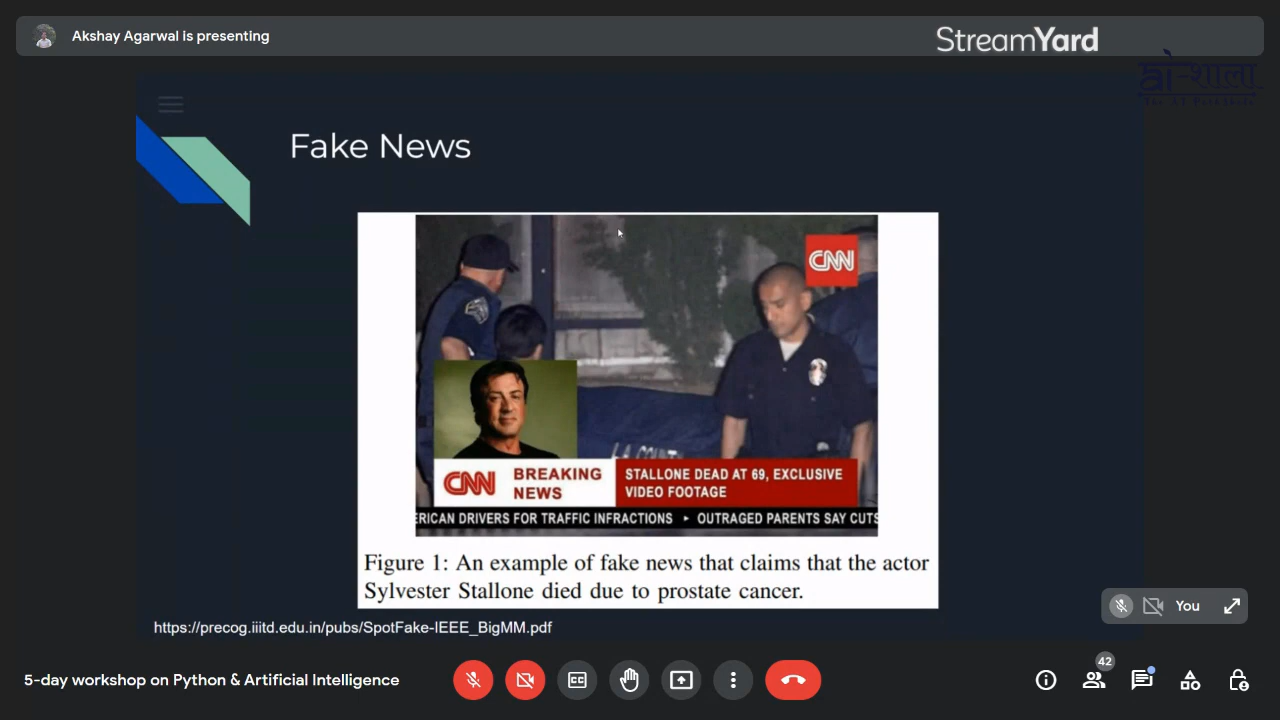 Akshay Agarwal is presenting
StreamYard
ai-शाला
Fake News
CNN
CNN
BREAKING
NEWS
STALLONE DEAD AT 69, EXCLUSIVE
VIDEO FOOTAGE
ERICAN DRIVERS FOR TRAFFIC INFRACTIONS ‣ OUTRAGED PARENTS SAY CUTS
Figure 1: An example of fake news that claims that the actor
Sylvester Stallone died due to prostate cancer.
https://precog.iiitd.edu.in/pubs/SpotFake-IEEE_BigMM.pdf
You
5-day workshop on Python & Artificial Intelligence
CC
42